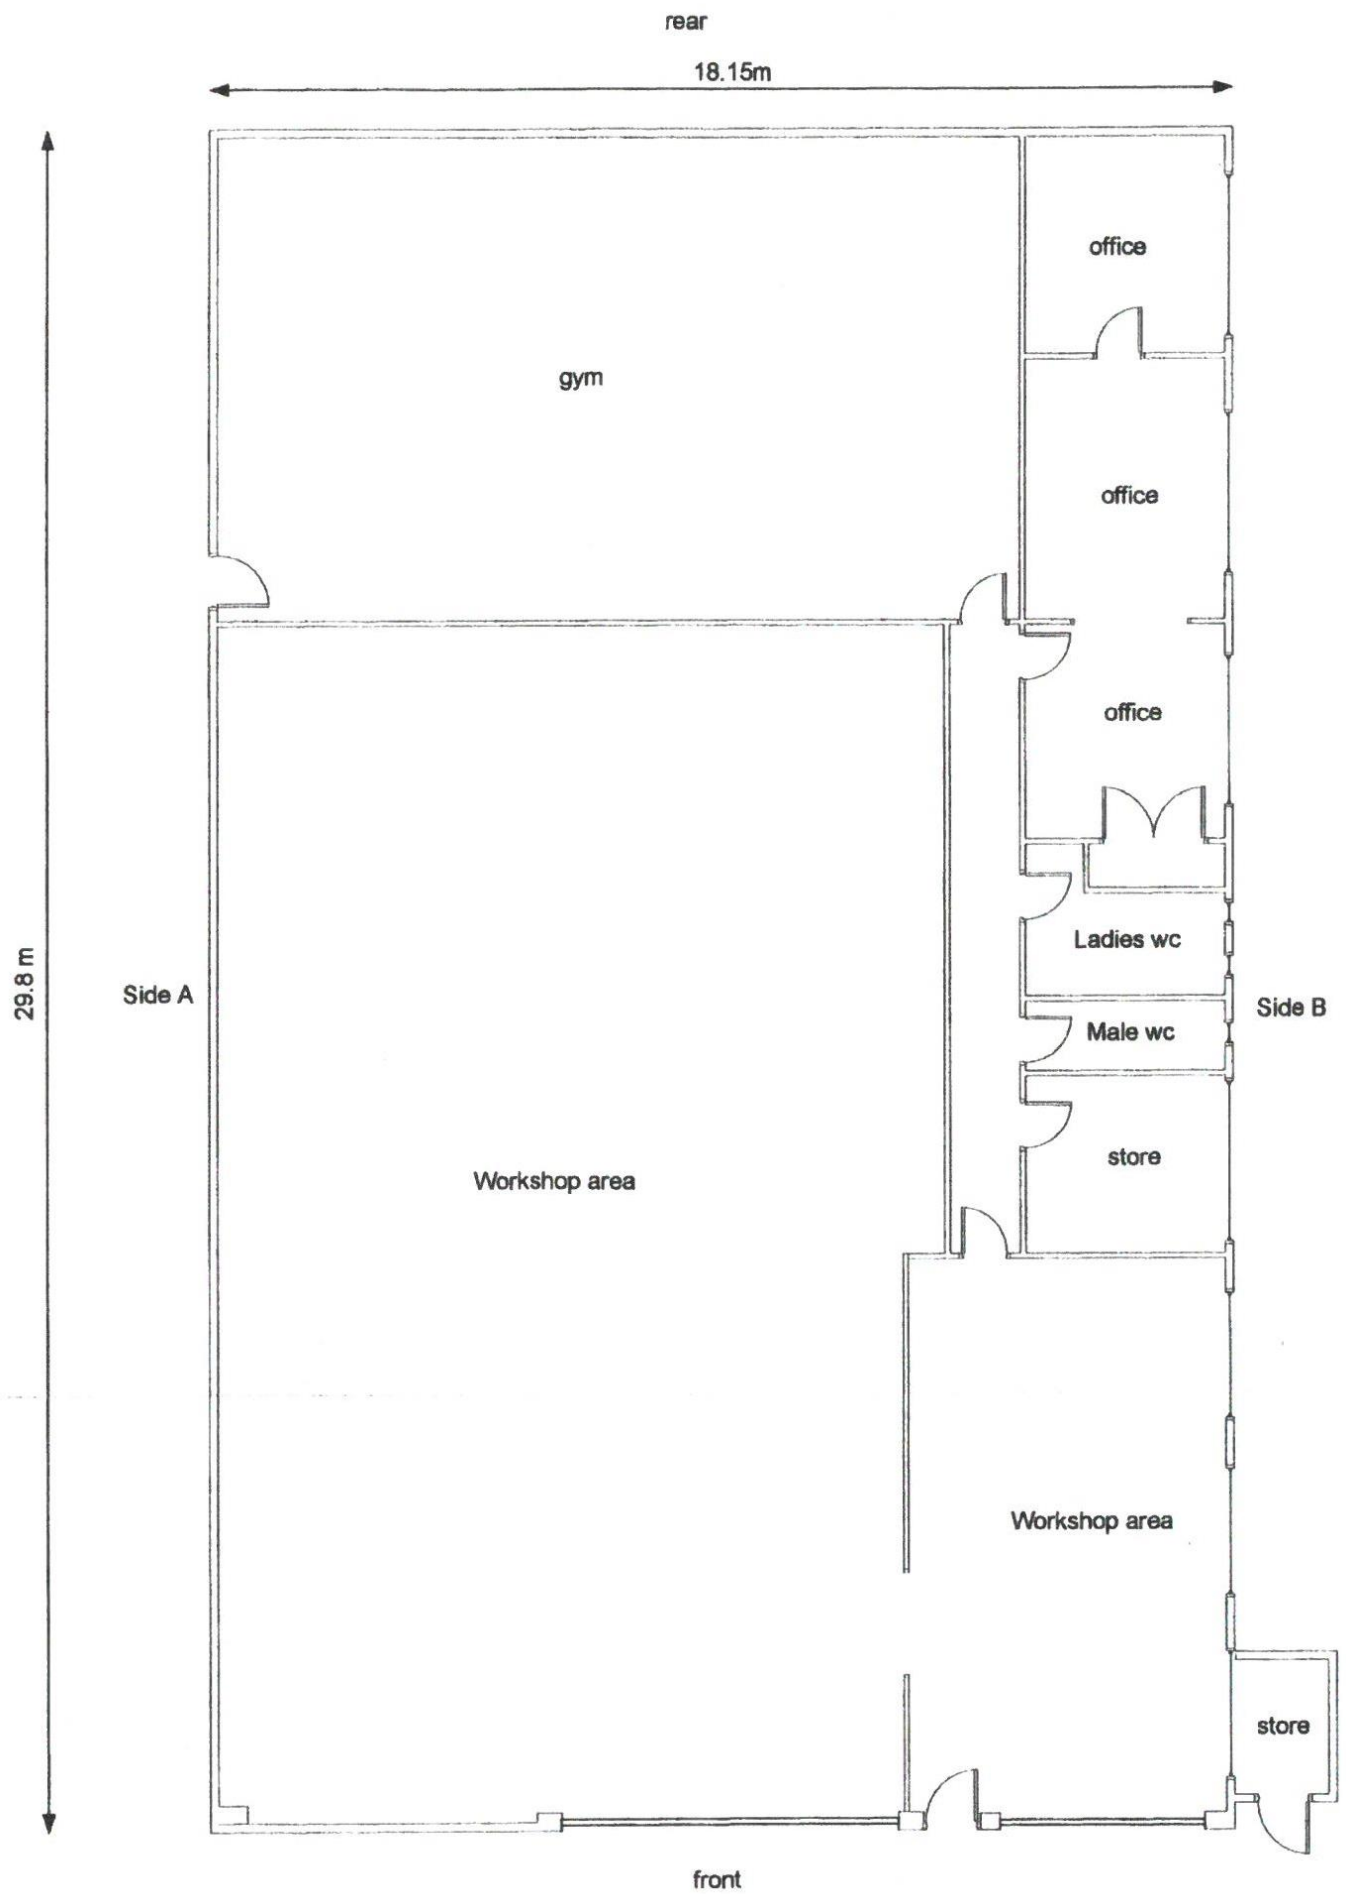 rear
18.15m
office
gym
office
office
Ladies wc
29.8 m
Side A
Side B
Male wc
store
Workshop area
Workshop area
store
front